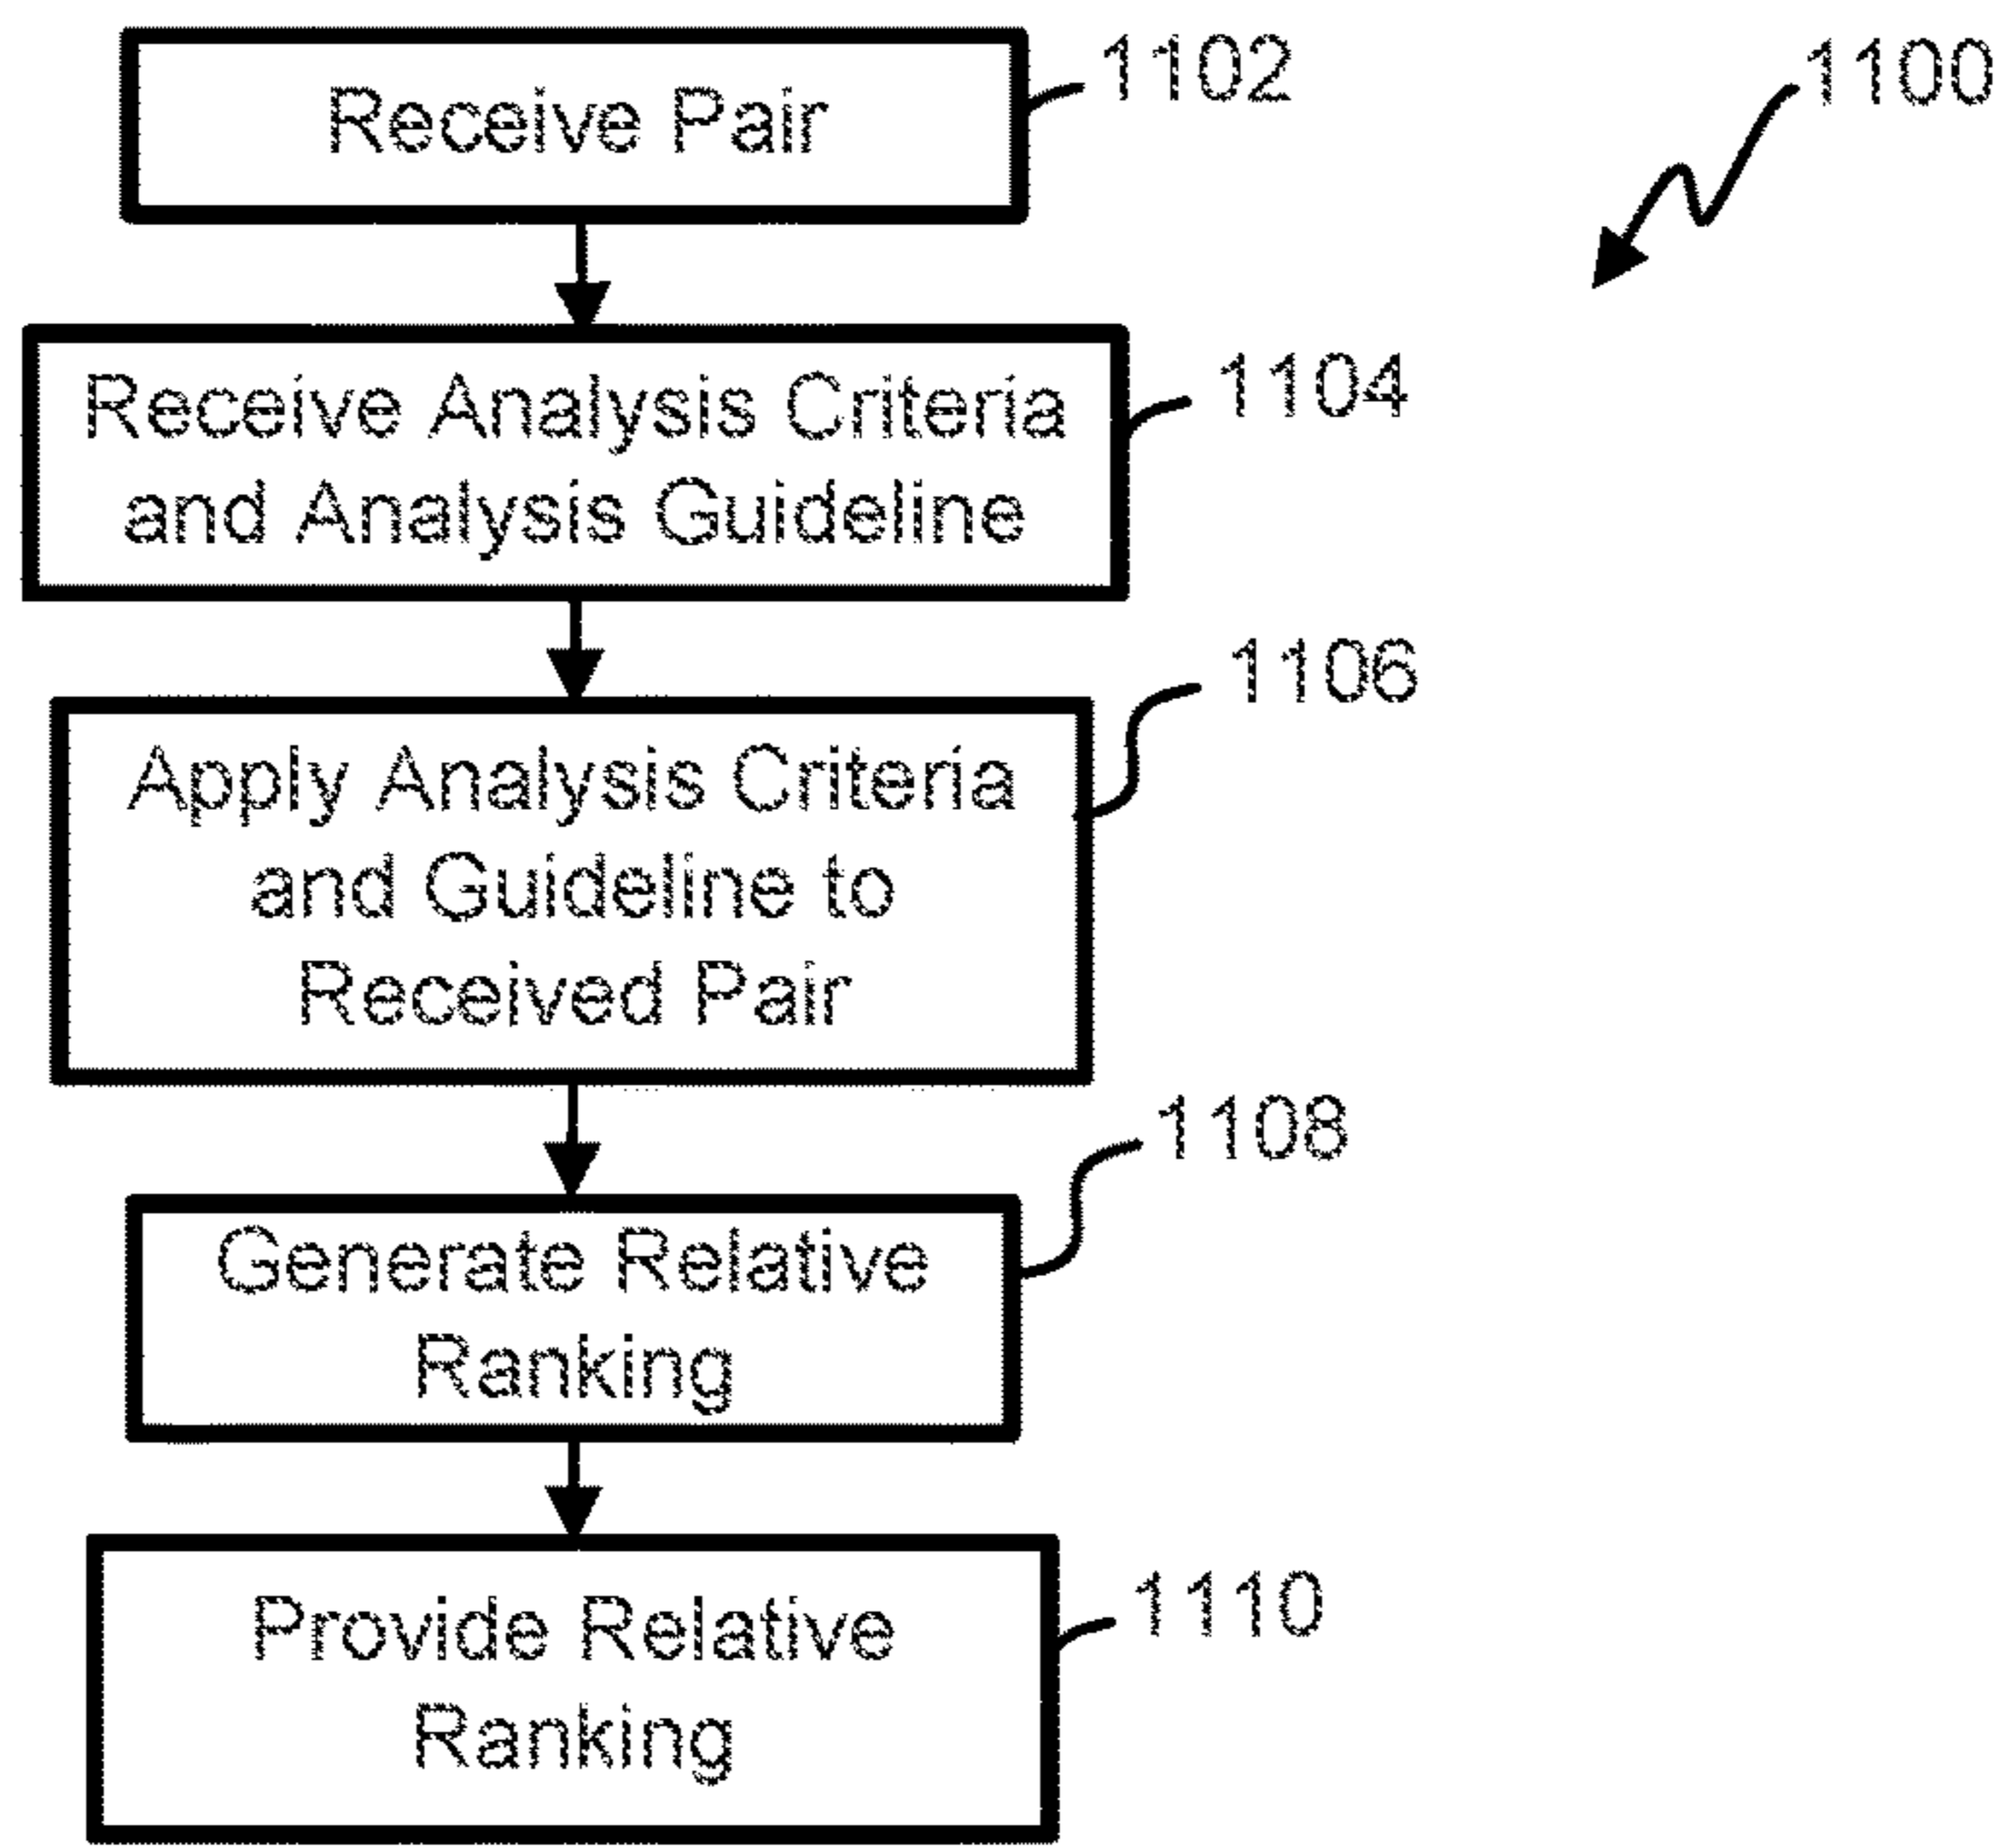 Receive Pair
1102
1100
Receive Analysis Criteria
and Analysis Guideline
1104
Apply Analysis Criteria
and Guideline to
Received Pair
1106
Generate Relative
Ranking
1108
Provide Relative
Ranking
1110